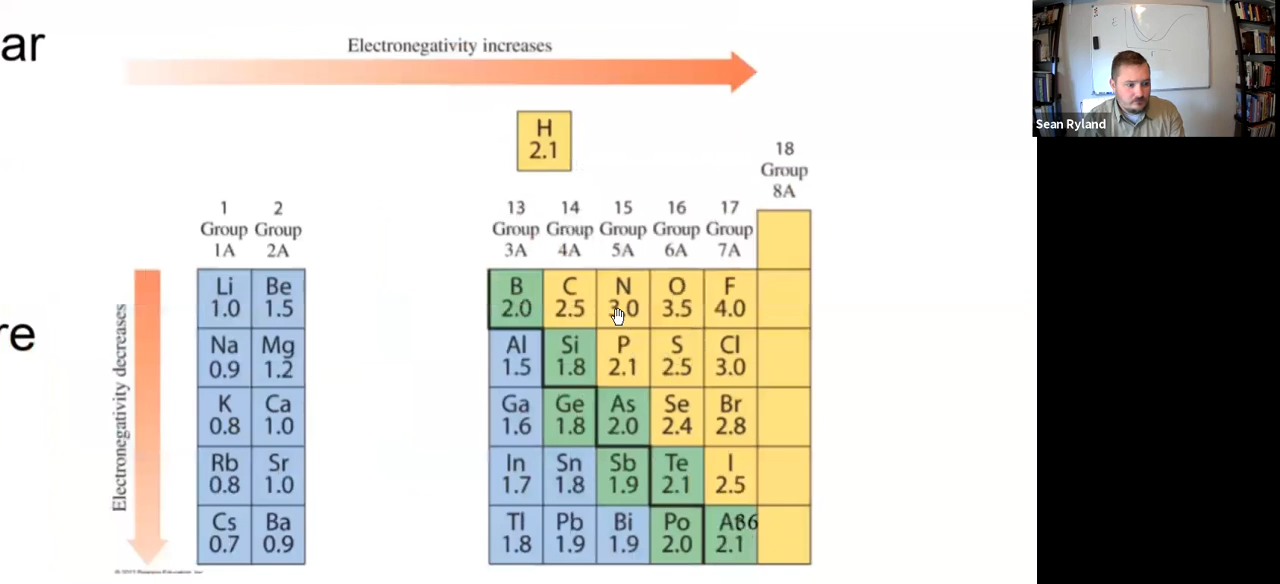 ar
Electronegativity increases
H
2.1
18
Group
8A
1 2 13 14 15 16 17
Group Group Group Group Group Group Group
1A 2A 3A 4A 5A 6A 7A
Li Be B C N O F
1.0 1.5 2.0 2.5 3.0 3.5 4.0
re
Na Mg Al Si P S Cl
0.9 1.2 1.5 1.8 2.1 2.5 3.0
K Ca Ga Ge As Se Br
0.8 1.0 1.6 1.8 2.0 2.4 2.8
Rb Sr In Sn Sb Te I
0.8 1.0 1.7 1.8 1.9 2.1 2.5
Cs Ba Tl Pb Bi Po At 86
0.7 0.9 1.8 1.9 1.9 2.0 2.1
Electronegativity decreases
Sean Ryland